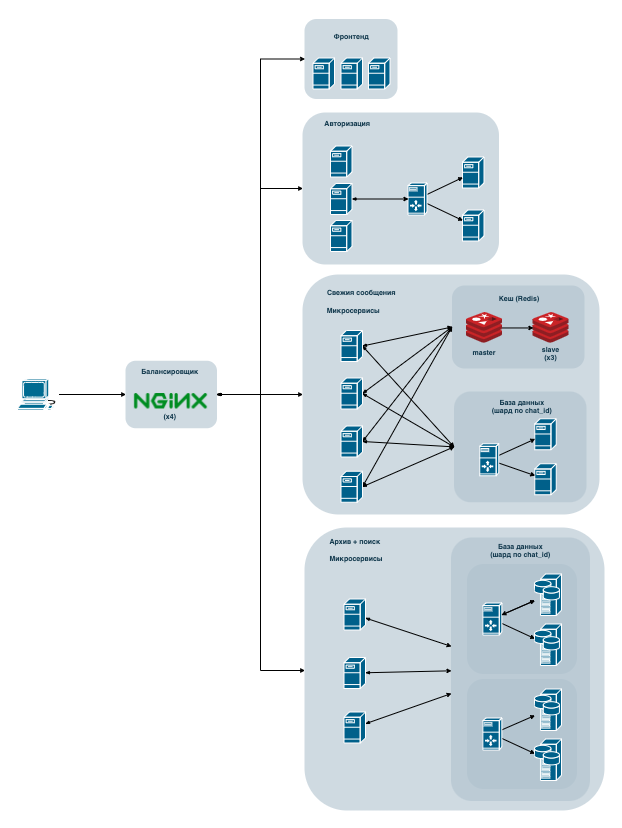 Фронтенд
Авторизация
Свежия сообщения
Микросервисы
Кеш (Redis)
master
slave
(x3)
База данных
(шард по chat_id)
Балансировщик
NGiNX
(x4)
?
Архив + поиск
Микросервисы
База данных
(шард по chat_id)